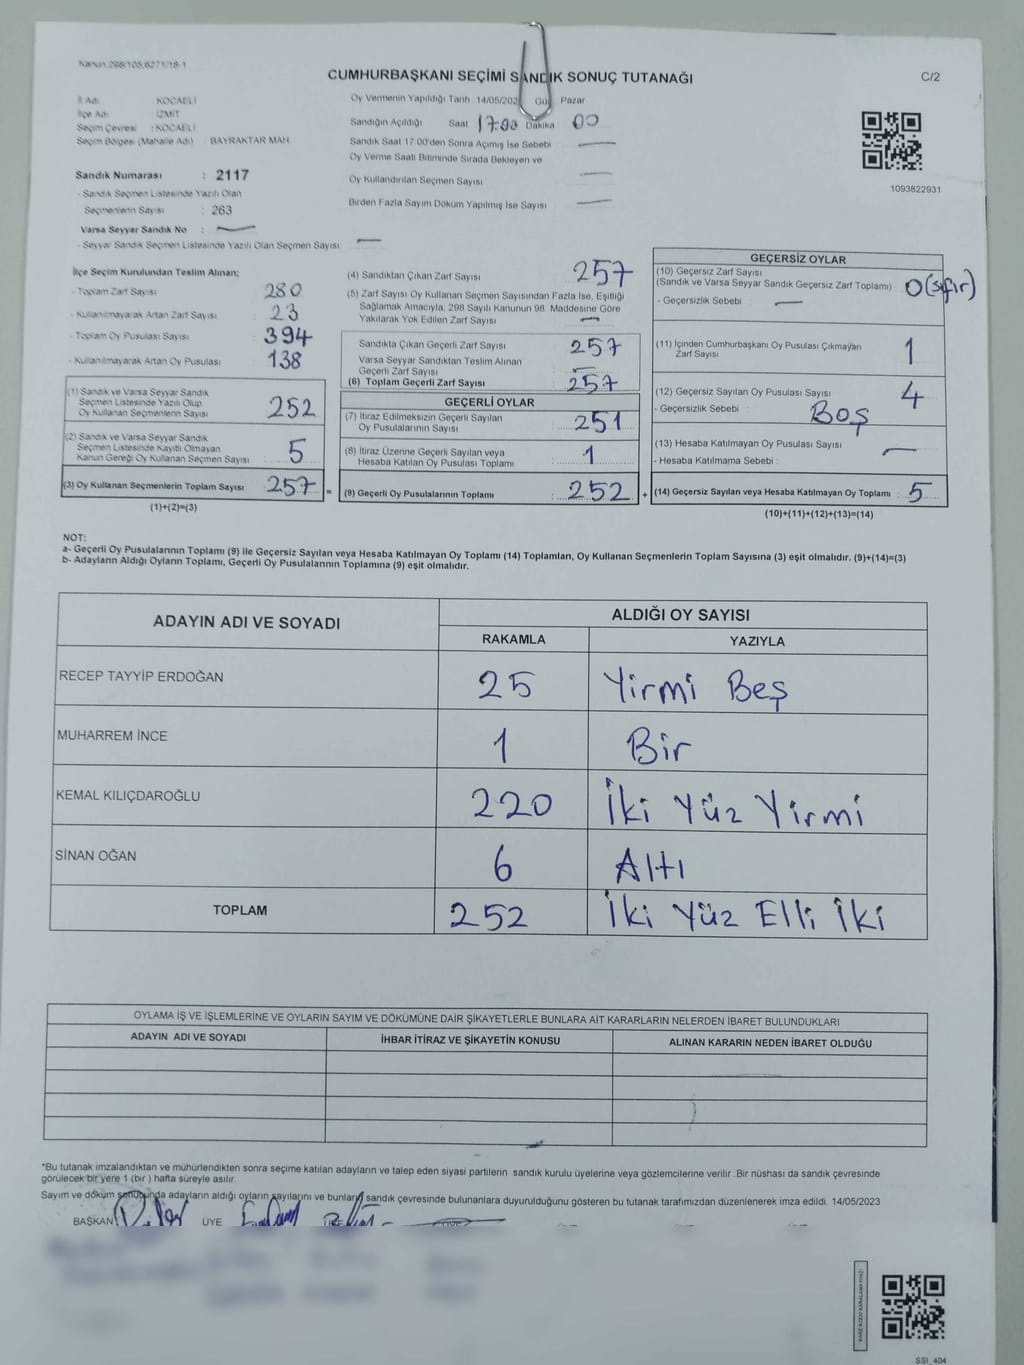 Kanun:298/105,6271/18-1
CUMHURBAŞKANI SEÇİMİ SANDIK SONUÇ TUTANAĞI
C/2
İl Adı KOCAELİ
İlçe Adı İZMİT
Seçim Çevresi : KOCAELİ
Seçim Bölgesi (Mahalle Adı) : BAYRAKTAR MAH
Sandık Numarası : 2117
- Sandık Seçmen Listesinde Yazılı Olan
Seçmenlerin Sayısı : 263
Varsa Seyyar Sandık No : —
- Seyyar Sandık Seçmen Listesinde Yazılı Olan Seçmen Sayısı —
Oy Vermenin Yapıldığı Tarih 14/05/202 Gü Pazar
Sandığın Açıldığı Saat 17:00 Dakika 00
Sandık Saat 17.00'den Sonra Açımış İse Sebebi —
Oy Verme Saati Bitiminde Sırada Bekleyen ve
Oy Kullandırılan Seçmen Sayısı —
Birden Fazla Sayım Döküm Yapılmış İse Sayısı —
1093822931
İlçe Seçim Kurulundan Teslim Alınan;
- Toplam Zarf Sayısı 280
- Kullanılmayarak Artan Zarf Sayısı 23
- Toplam Oy Pusulası Sayısı 394
- Kullanılmayarak Artan Oy Pusulası 138
(1) Sandık ve Varsa Seyyar Sandık
Seçmen Listesinde Yazılı Olup
Oy Kullanan Seçmenlerin Sayısı 252
(2) Sandık ve Varsa Seyyar Sandık
Seçmen Listesinde Kayıtlı Olmayan
Kanun Gereği Oy Kullanan Seçmen Sayısı 5
(3) Oy Kullanan Seçmenlerin Toplam Sayısı 257 =
(1)+(2)=(3)
(4) Sandıktan Çıkan Zarf Sayısı 257
(5) Zarf Sayısı Oy Kullanan Seçmen Sayısından Fazla İse, Eşitliği
Sağlamak Amacıyla, 298 Sayılı Kanunun 98. Maddesine Göre
Yakılarak Yok Edilen Zarf Sayısı —
Sandıkta Çıkan Geçerli Zarf Sayısı 257
Varsa Seyyar Sandıktan Teslim Alınan
Geçerli Zarf Sayısı —
(6) Toplam Geçerli Zarf Sayısı 257
GEÇERLİ OYLAR
(7) İtiraz Edilmeksizin Geçerli Sayılan
Oy Pusulalarının Sayısı : 251
(8) İtiraz Üzerine Geçerli Sayılan veya
Hesaba Katılan Oy Pusulası Toplamı : 1
(9) Geçerli Oy Pusulalarının Toplamı : 252 +
GEÇERSİZ OYLAR
(10) Geçersiz Zarf Sayısı
(Sandık ve Varsa Seyyar Sandık Geçersiz Zarf Toplamı) : 0(sıfır)
- Geçersizlik Sebebi : —
(11) İçinden Cumhurbaşkanı Oy Pusulası Çıkmayan
Zarf Sayısı 1
(12) Geçersiz Sayılan Oy Pusulası Sayısı 4
- Geçersizlik Sebebi : Boş
(13) Hesaba Katılmayan Oy Pusulası Sayısı —
- Hesaba Katılmama Sebebi :
(14) Geçersiz Sayılan veya Hesaba Katılmayan Oy Toplamı : 5
(10)+(11)+(12)+(13)=(14)
NOT:
a- Geçerli Oy Pusulalarının Toplamı (9) ile Geçersiz Sayılan veya Hesaba Katılmayan Oy Toplamı (14) Toplamları, Oy Kullanan Seçmenlerin Toplam Sayısına (3) eşit olmalıdır. (9)+(14)=(3)
b- Adayların Aldığı Oyların Toplamı, Geçerli Oy Pusulalarının Toplamına (9) eşit olmalıdır.
ADAYIN ADI VE SOYADI
ALDIĞI OY SAYISI
RAKAMLA YAZIYLA
RECEP TAYYİP ERDOĞAN 25 Yirmi Beş
MUHARREM İNCE 1 Bir
KEMAL KILIÇDAROĞLU 220 İki Yüz Yirmi
SİNAN OĞAN 6 Altı
TOPLAM 252 İki Yüz Elli İki
OYLAMA İŞ VE İŞLEMLERİNE VE OYLARIN SAYIM VE DÖKÜMÜNE DAİR ŞİKAYETLERLE BUNLARA AİT KARARLARIN NELERDEN İBARET BULUNDUKLARI
ADAYIN ADI VE SOYADI İHBAR İTİRAZ VE ŞİKAYETİN KONUSU ALINAN KARARIN NEDEN İBARET OLDUĞU
*Bu tutanak imzalandıktan ve mühürlendikten sonra seçime katılan adayların ve talep eden siyasi partilerin sandık kurulu üyelerine veya gözlemcilerine verilir .Bir nüshası da sandık çevresinde
görülecek bir yere 1 (bir ) hafta süreyle asılır.
Sayım ve döküm sonucunda adayların aldığı oyların sayılarını ve bunların sandık çevresinde bulunanlara duyurulduğunu gösteren bu tutanak tarafımızdan düzenlenerek imza edildi. 14/05/2023
BAŞKAN ÜYE
SSI_404